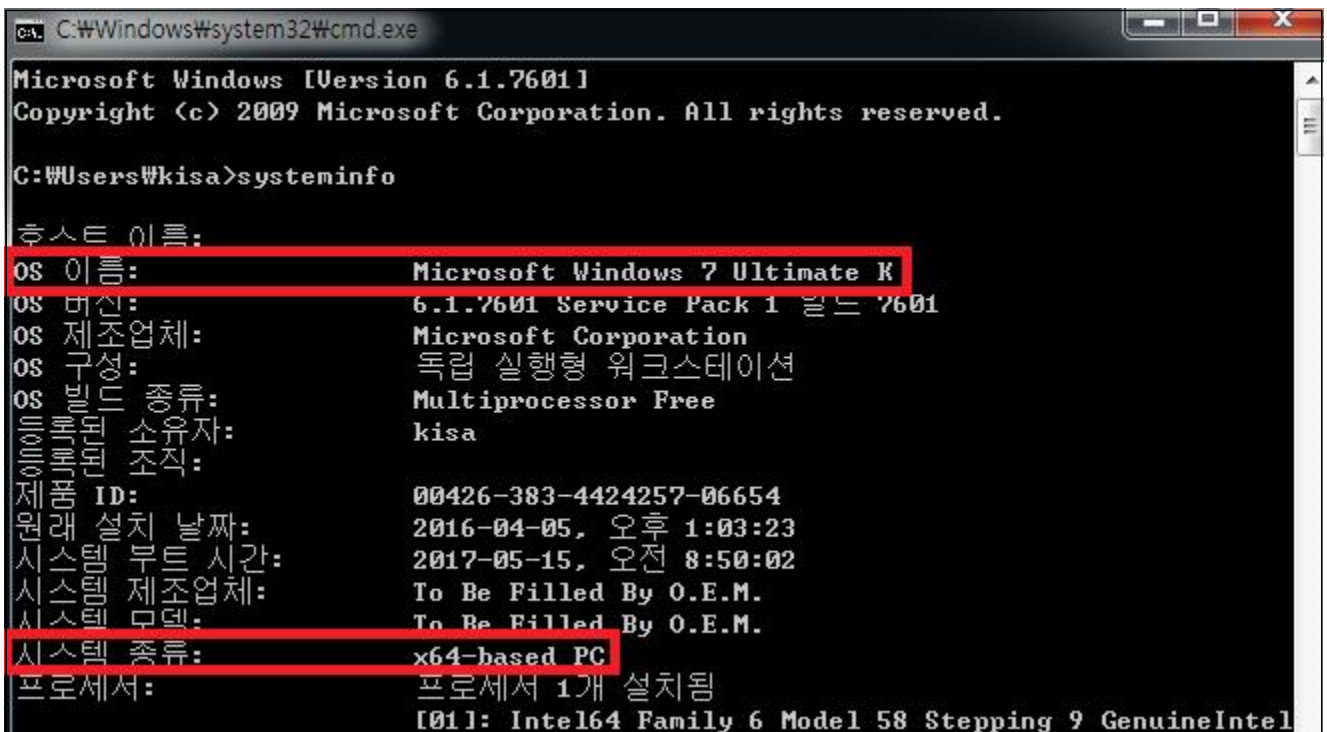 C:₩Windows₩system32₩cmd.exe
Microsoft Windows [Version 6.1.7601]
Copyright (c) 2009 Microsoft Corporation. All rights reserved.
C:₩Users₩kisa>systeminfo
호스트 이름:
OS 이름: Microsoft Windows 7 Ultimate K
OS 버전: 6.1.7601 Service Pack 1 빌드 7601
OS 제조업체: Microsoft Corporation
OS 구성: 독립 실행형 워크스테이션
OS 빌드 종류: Multiprocessor Free
등록된 소유자: kisa
등록된 조직:
제품 ID: 00426-383-4424257-06654
원래 설치 날짜: 2016-04-05, 오후 1:03:23
시스템 부트 시간: 2017-05-15, 오전 8:50:02
시스템 제조업체: To Be Filled By O.E.M.
시스템 모델: To Be Filled By O.E.M.
시스템 종류: x64-based PC
프로세서: 프로세서 1개 설치됨
[01]: Intel64 Family 6 Model 58 Stepping 9 GenuineIntel